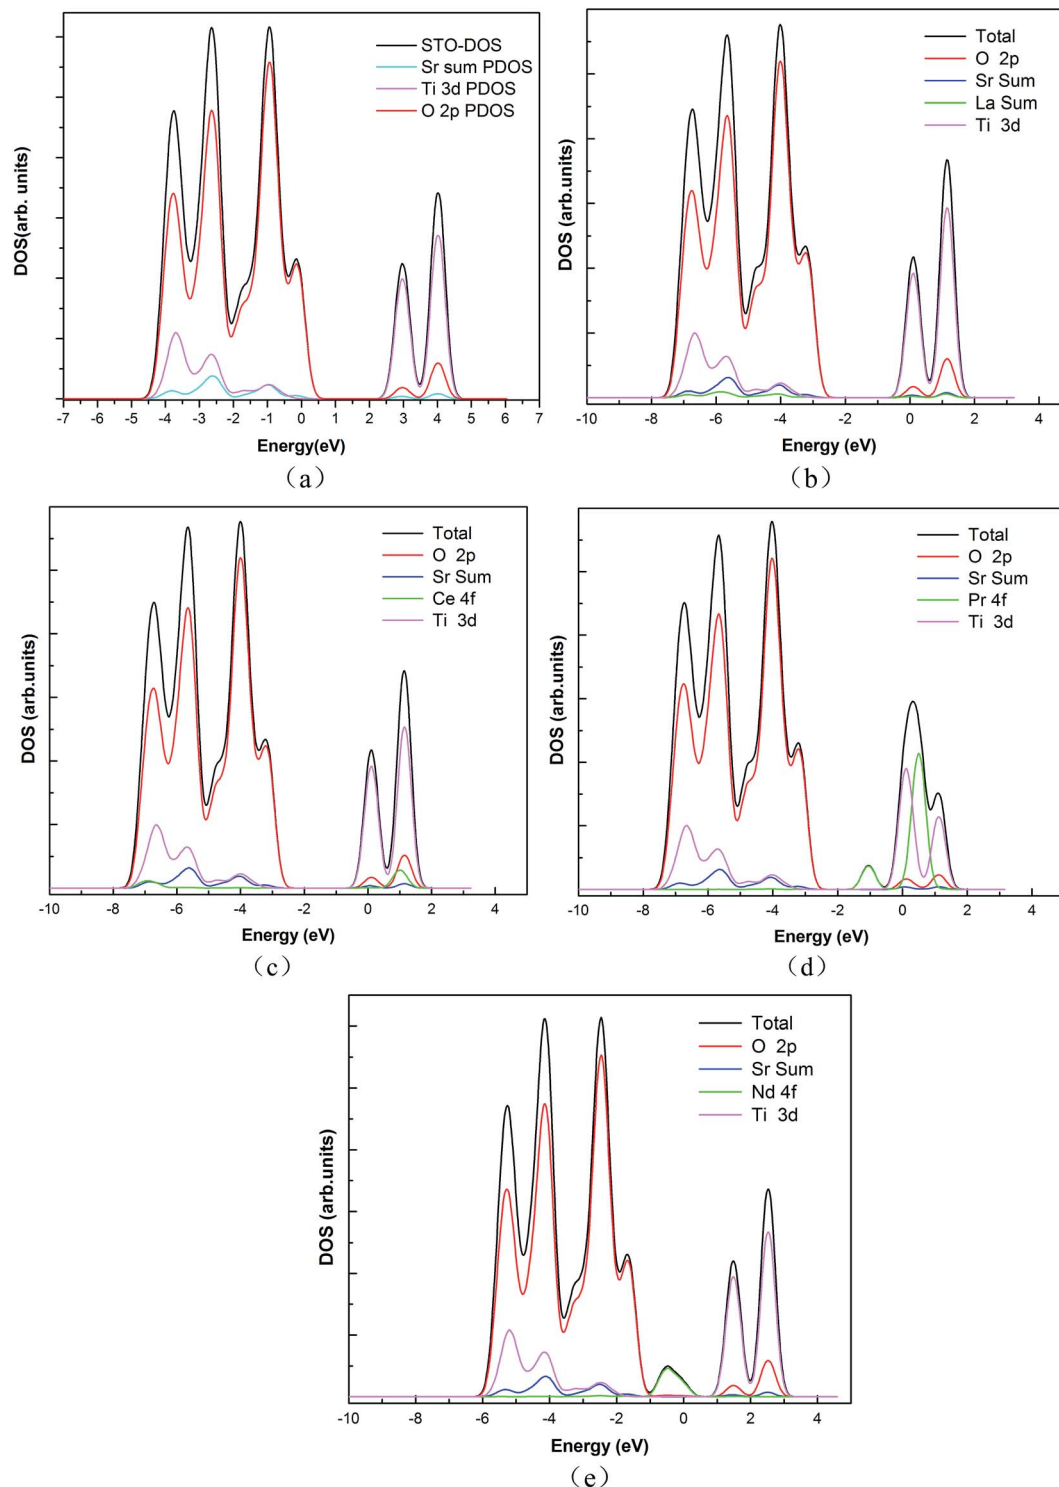 STO-DOS
Sr sum PDOS
Ti 3d PDOS
O 2p PDOS
DOS(arb. units)
-7 -6 -5 -4 -3 -2 -1 0 1 2 3 4 5 6 7
Energy(eV)
（a）
Total
O 2p
Sr Sum
La Sum
Ti 3d
DOS (arb.units)
-10 -8 -6 -4 -2 0 2 4
Energy (eV)
（b）
Total
O 2p
Sr Sum
Ce 4f
Ti 3d
DOS (arb.units)
-10 -8 -6 -4 -2 0 2 4
Energy (eV)
（c）
Total
O 2p
Sr Sum
Pr 4f
Ti 3d
DOS (arb.units)
-10 -8 -6 -4 -2 0 2 4
Energy (eV)
（d）
Total
O 2p
Sr Sum
Nd 4f
Ti 3d
DOS (arb.units)
-10 -8 -6 -4 -2 0 2 4
Energy (eV)
（e）